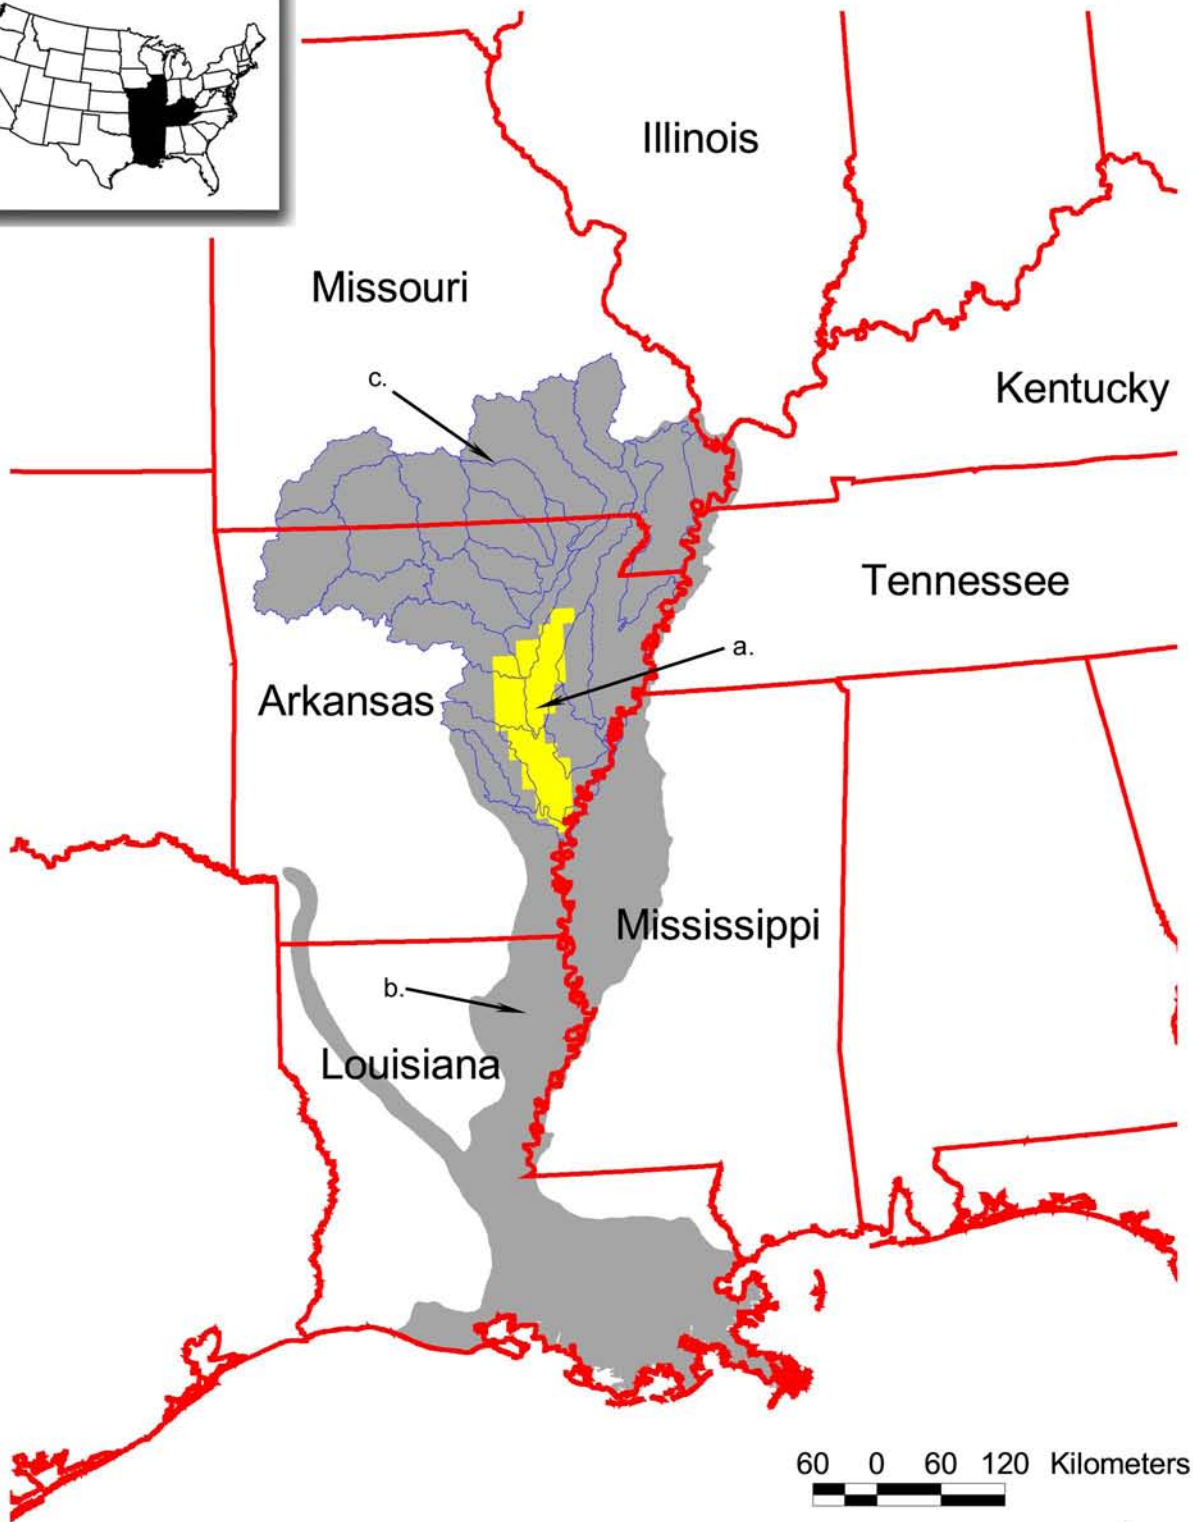 Illinois
Missouri
c.
Kentucky
Tennessee
a.
Arkansas
Mississippi
b.
Louisiana
60 0 60 120 Kilometers